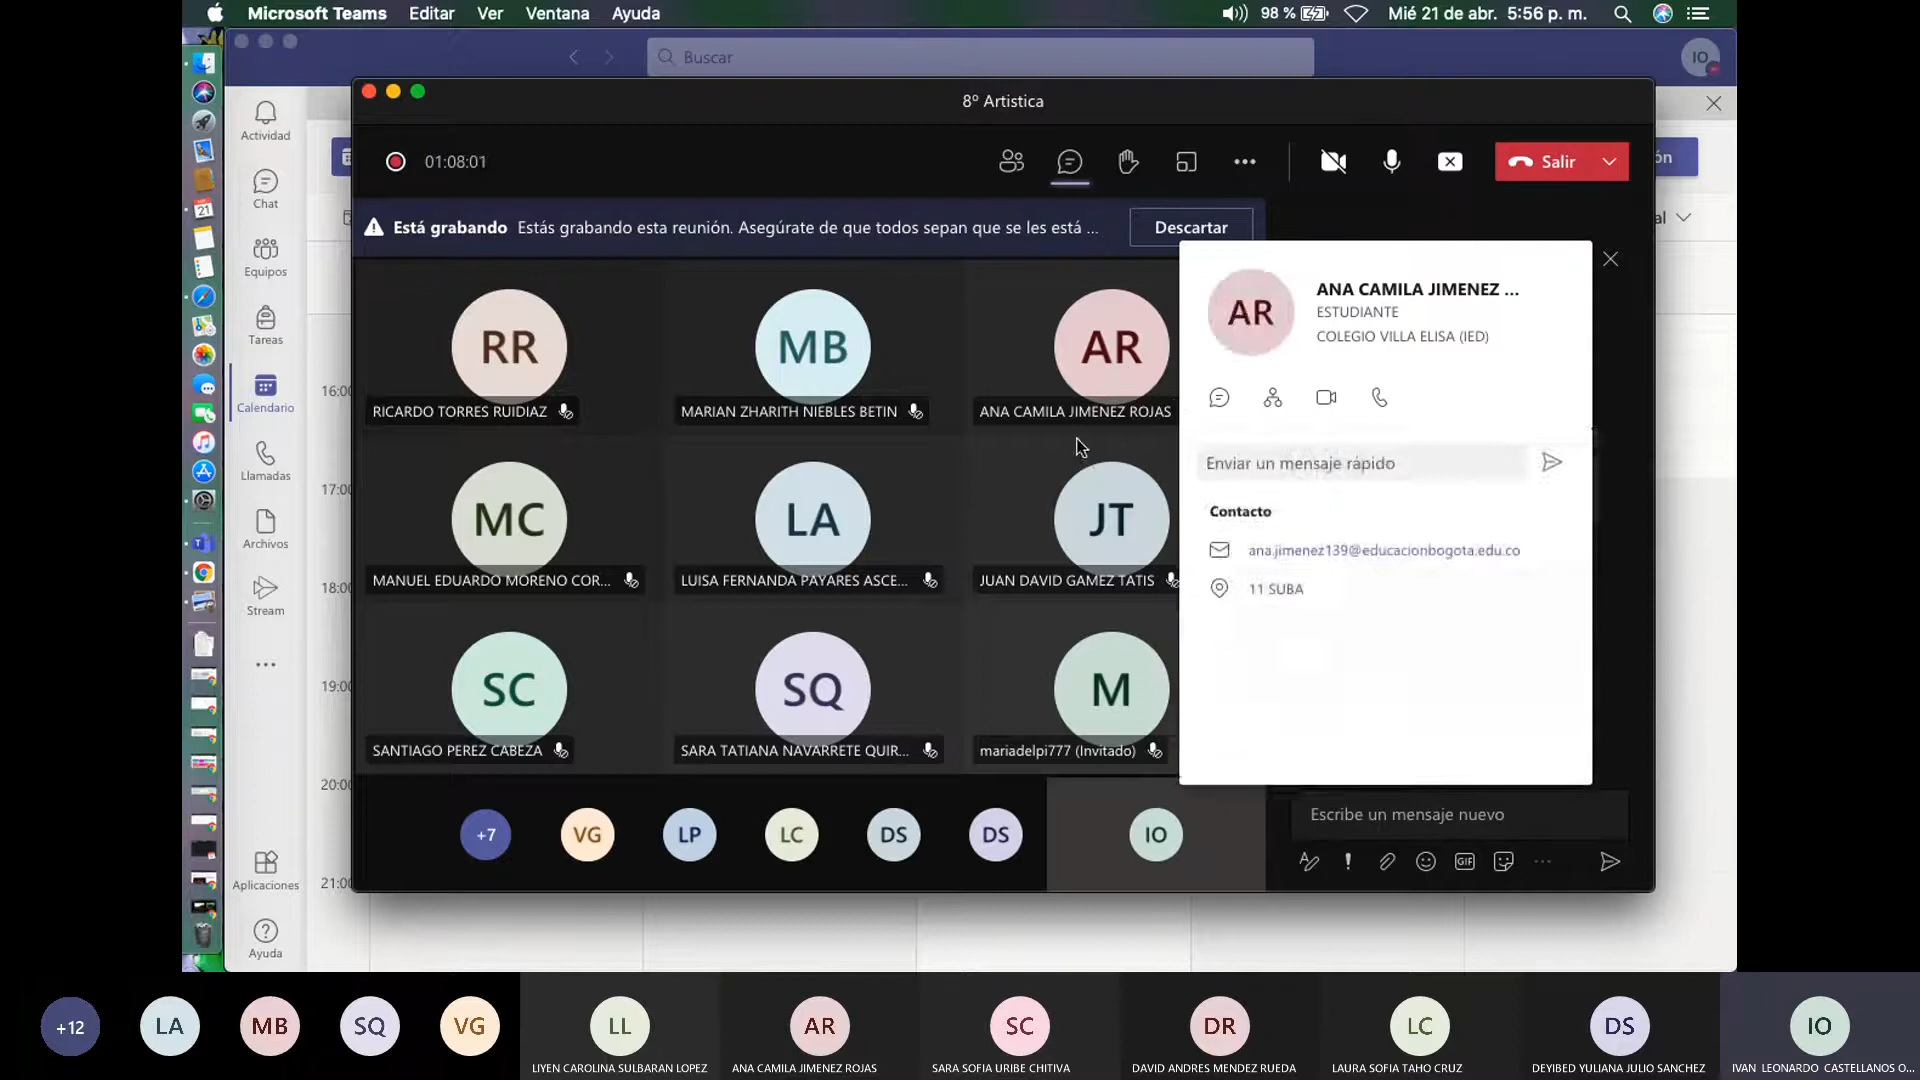 Microsoft Teams Editar Ver Ventana Ayuda 98 % Mié 21 de abr. 5:56 p. m.
Buscar
IO
8º Artistica
Actividad
Chat
Equipos
Tareas
Calendario
Llamadas
Archivos
Stream
Aplicaciones
Ayuda
01:08:01
Salir
ón
al
Está grabando Estás grabando esta reunión. Asegúrate de que todos sepan que se les está ...
Descartar
16:00
17:00
18:00
19:00
20:00
21:00
RR
RICARDO TORRES RUIDIAZ
MB
MARIAN ZHARITH NIEBLES BETIN
AR
ANA CAMILA JIMENEZ ROJAS
MC
MANUEL EDUARDO MORENO COR...
LA
LUISA FERNANDA PAYARES ASCE...
JT
JUAN DAVID GAMEZ TATIS
SC
SANTIAGO PEREZ CABEZA
SQ
SARA TATIANA NAVARRETE QUIR...
M
mariadelpi777 (Invitado)
+7
VG
LP
LC
DS
DS
IO
AR
ANA CAMILA JIMENEZ ...
ESTUDIANTE
COLEGIO VILLA ELISA (IED)
Enviar un mensaje rápido
Contacto
ana.jimenez139@educacionbogota.edu.co
11 SUBA
Escribe un mensaje nuevo
GIF
21
+12
LA
MB
SQ
VG
LL
LIYEN CAROLINA SULBARAN LOPEZ
AR
ANA CAMILA JIMENEZ ROJAS
SC
SARA SOFIA URIBE CHITIVA
DR
DAVID ANDRES MENDEZ RUEDA
LC
LAURA SOFIA TAHO CRUZ
DS
DEYIBED YULIANA JULIO SANCHEZ
IO
IVAN LEONARDO CASTELLANOS O...